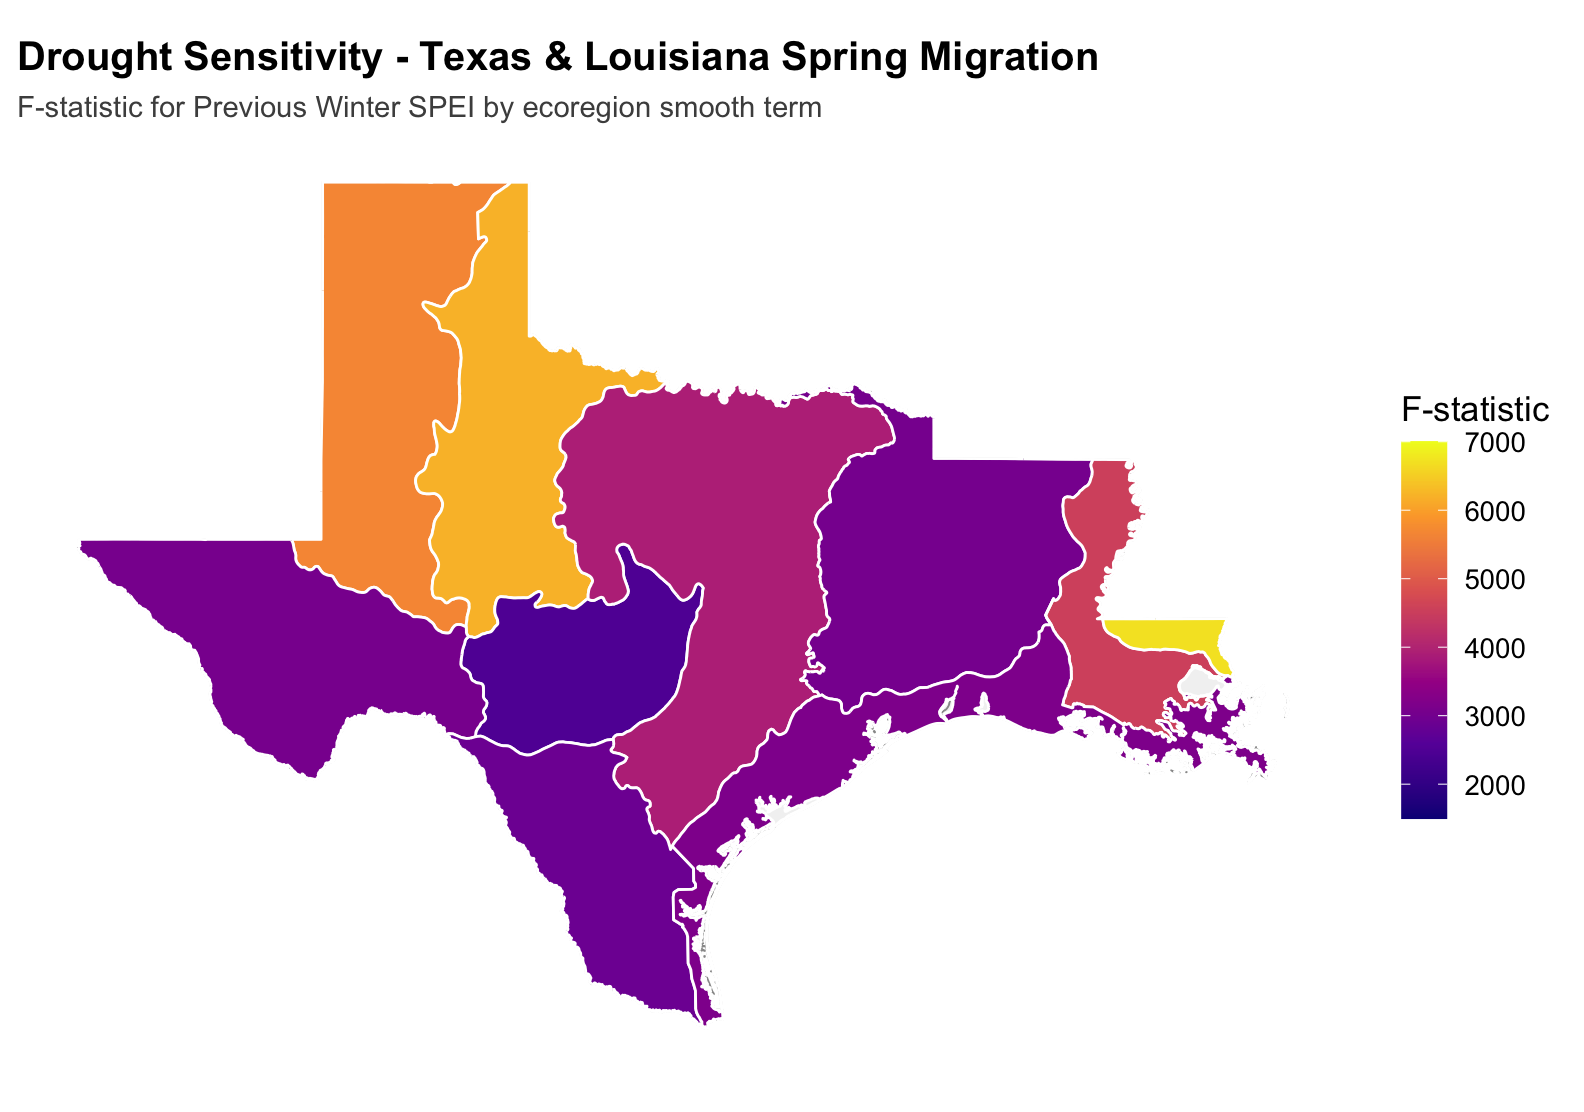 Drought Sensitivity - Texas & Louisiana Spring Migration
F-statistic for Previous Winter SPEI by ecoregion smooth term
F-statistic
7000
6000
5000
4000
3000
2000